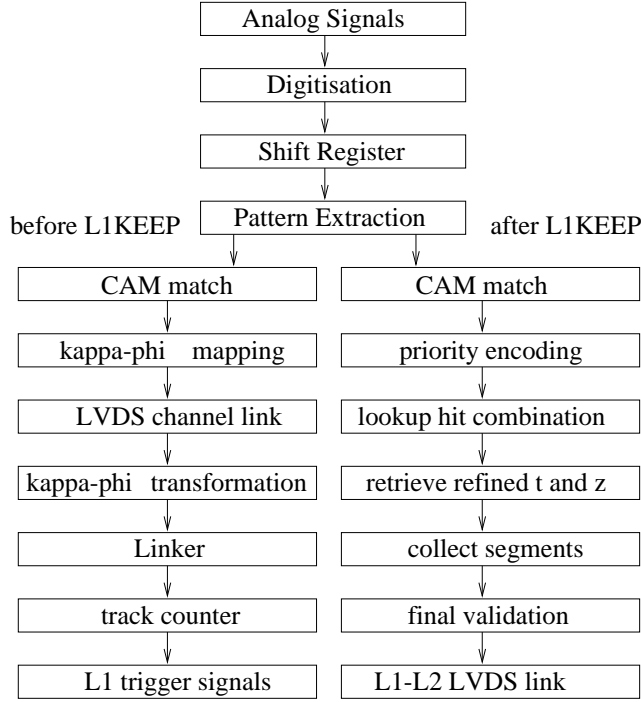 Analog Signals
Digitisation
Shift Register
Pattern Extraction
before L1KEEP
after L1KEEP
CAM match
kappa-phi mapping
LVDS channel link
kappa-phi transformation
Linker
track counter
L1 trigger signals
CAM match
priority encoding
lookup hit combination
retrieve refined t and z
collect segments
final validation
L1-L2 LVDS link